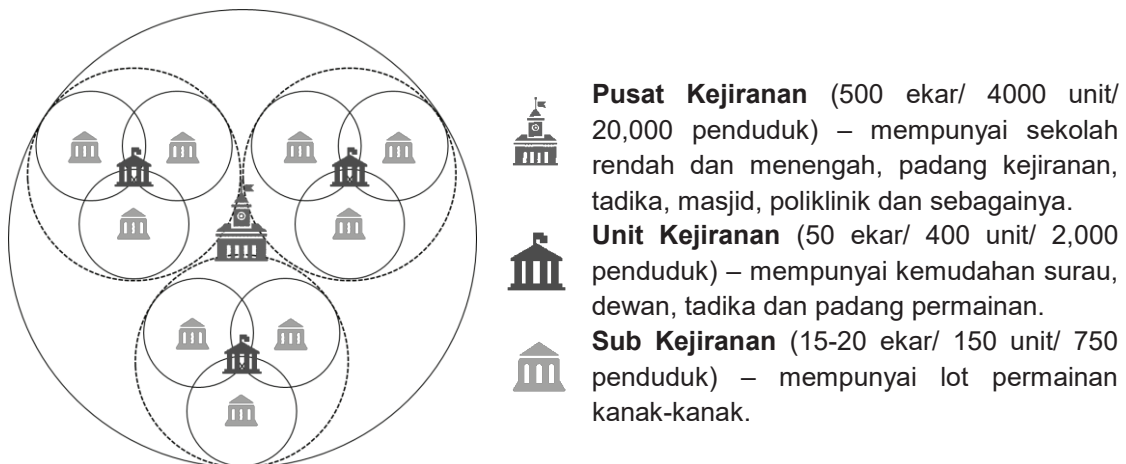 Pusat Kejiranan (500 ekar/ 4000 unit/
20,000 penduduk) – mempunyai sekolah
rendah dan menengah, padang kejiranan,
tadika, masjid, poliklinik dan sebagainya.
Unit Kejiranan (50 ekar/ 400 unit/ 2,000
penduduk) – mempunyai kemudahan surau,
dewan, tadika dan padang permainan.
Sub Kejiranan (15-20 ekar/ 150 unit/ 750
penduduk) – mempunyai lot permainan
kanak-kanak.